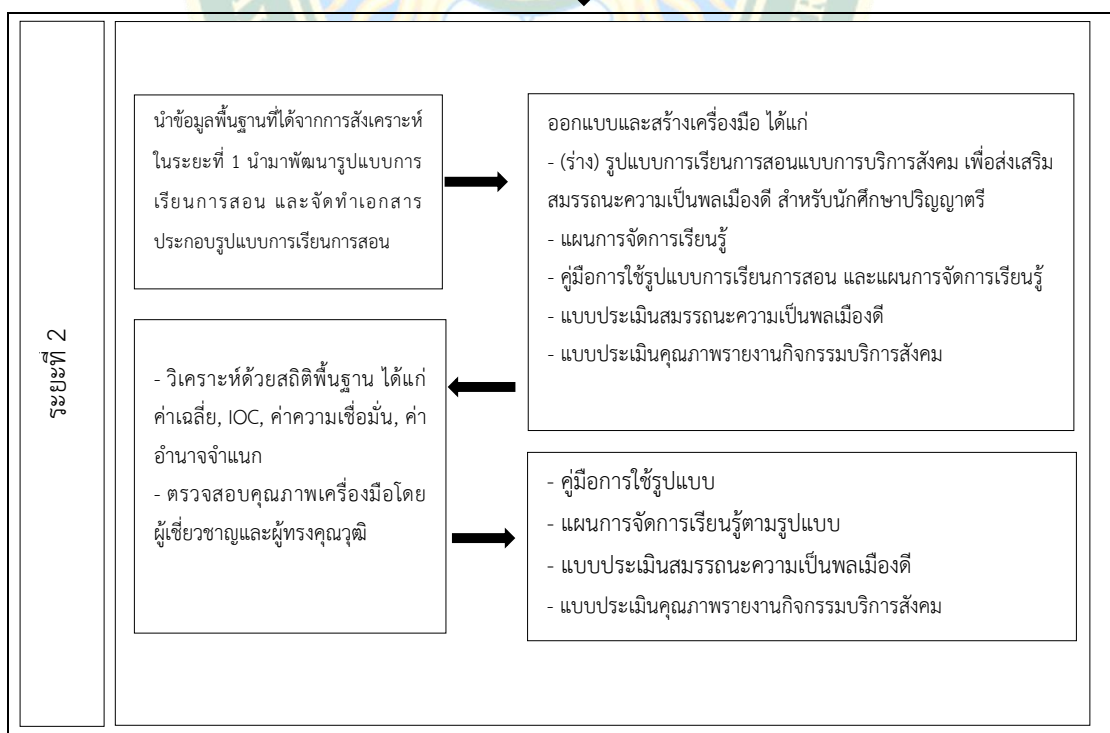 ระยะที่ 2
นำข้อมูลพื้นฐานที่ได้จากการสังเคราะห์
ในระยะที่ 1 นำมาพัฒนารูปแบบการ
เรียนการสอน และจัดทำเอกสาร
ประกอบรูปแบบการเรียนการสอน
ออกแบบและสร้างเครื่องมือ ได้แก่
- (ร่าง) รูปแบบการเรียนการสอนแบบการบริการสังคม เพื่อส่งเสริม
สมรรถนะความเป็นพลเมืองดี สำหรับนักศึกษาปริญญาตรี
- แผนการจัดการเรียนรู้
- คู่มือการใช้รูปแบบการเรียนการสอน และแผนการจัดการเรียนรู้
- แบบประเมินสมรรถนะความเป็นพลเมืองดี
- แบบประเมินคุณภาพรายงานกิจกรรมบริการสังคม
- วิเคราะห์ด้วยสถิติพื้นฐาน ได้แก่
ค่าเฉลี่ย, IOC, ค่าความเชื่อมั่น, ค่า
อำนาจจำแนก
- ตรวจสอบคุณภาพเครื่องมือโดย
ผู้เชี่ยวชาญและผู้ทรงคุณวุฒิ
- คู่มือการใช้รูปแบบ
- แผนการจัดการเรียนรู้ตามรูปแบบ
- แบบประเมินสมรรถนะความเป็นพลเมืองดี
- แบบประเมินคุณภาพรายงานกิจกรรมบริการสังคม